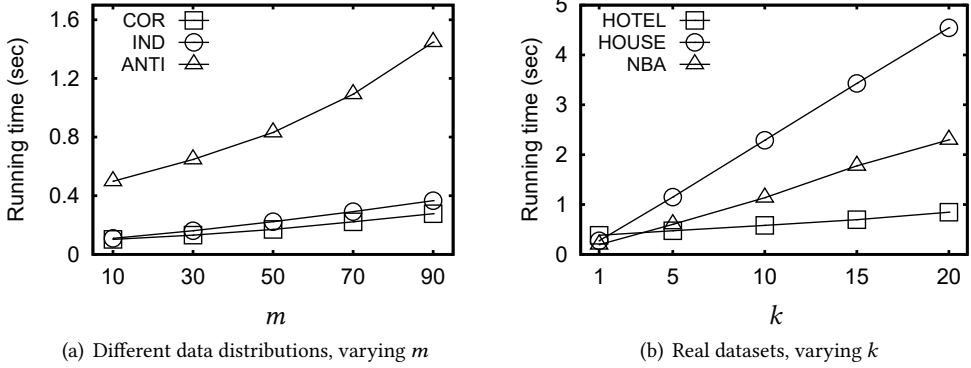 1.6
1.2
0.8
0.4
0
Running time (sec)
COR
IND
ANTI
10 30 50 70 90
m
(a) Different data distributions, varying m
5
4
3
2
1
0
Running time (sec)
HOTEL
HOUSE
NBA
1 5 10 15 20
k
(b) Real datasets, varying k